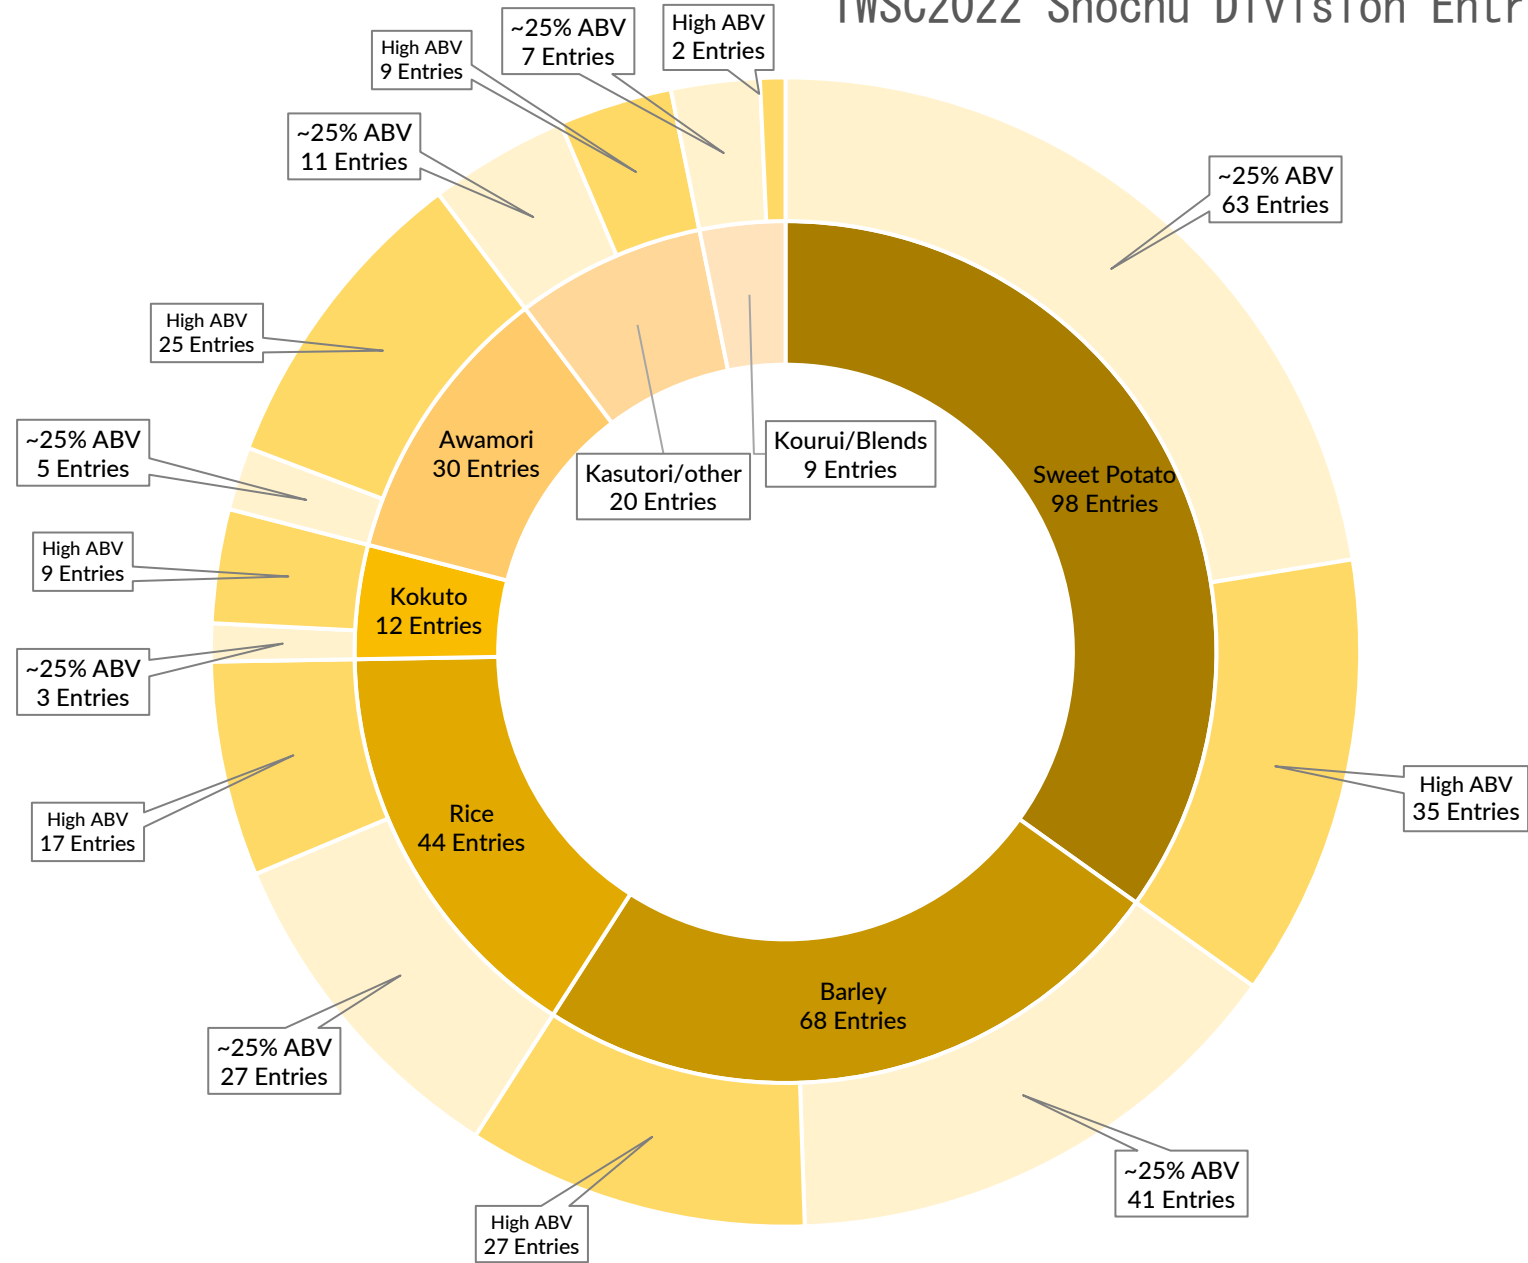 TWSC2022 Shochu Division Entr
High ABV
2 Entries
~25% ABV
7 Entries
High ABV
9 Entries
~25% ABV
11 Entries
~25% ABV
63 Entries
High ABV
25 Entries
Awamori
30 Entries
Kasutori/other
20 Entries
Kourui/Blends
9 Entries
Sweet Potato
98 Entries
~25% ABV
5 Entries
High ABV
9 Entries
Kokuto
12 Entries
~25% ABV
3 Entries
High ABV
35 Entries
High ABV
17 Entries
Rice
44 Entries
Barley
68 Entries
~25% ABV
27 Entries
~25% ABV
41 Entries
High ABV
27 Entries